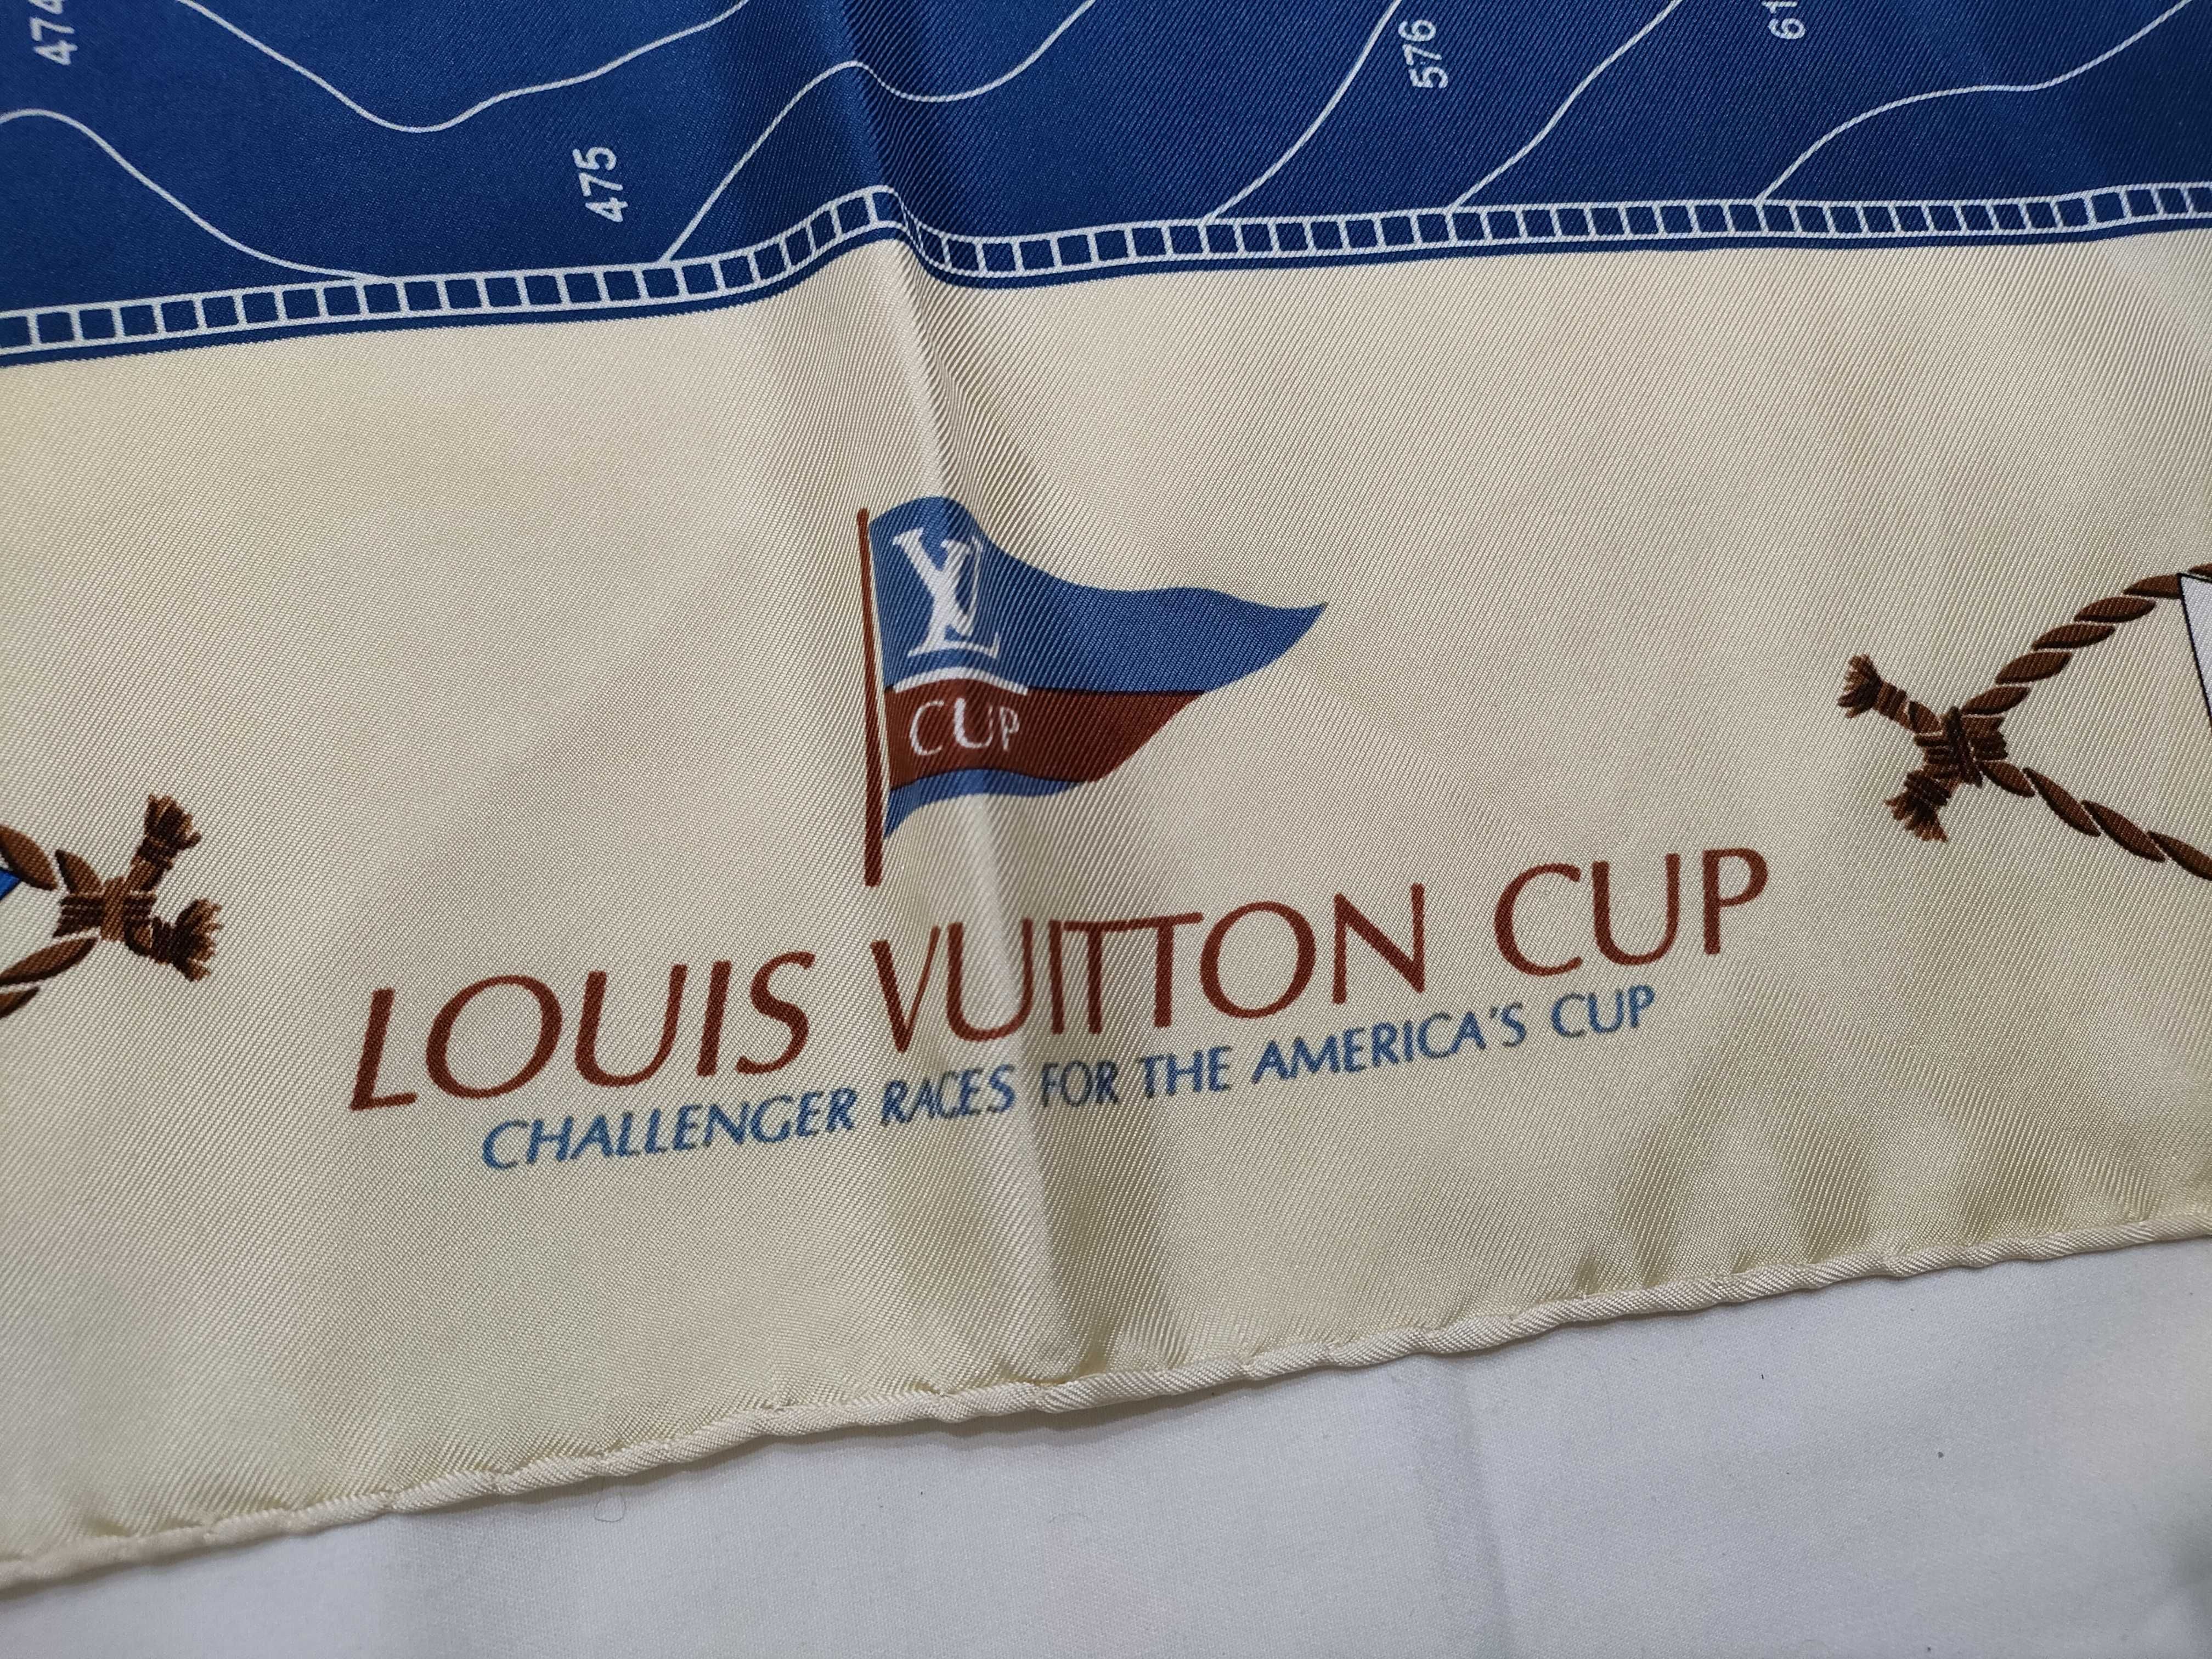 474
475
576
LV
CUP
LOUIS VUITTON CUP
CHALLENGER RACES FOR THE AMERICA'S CUP